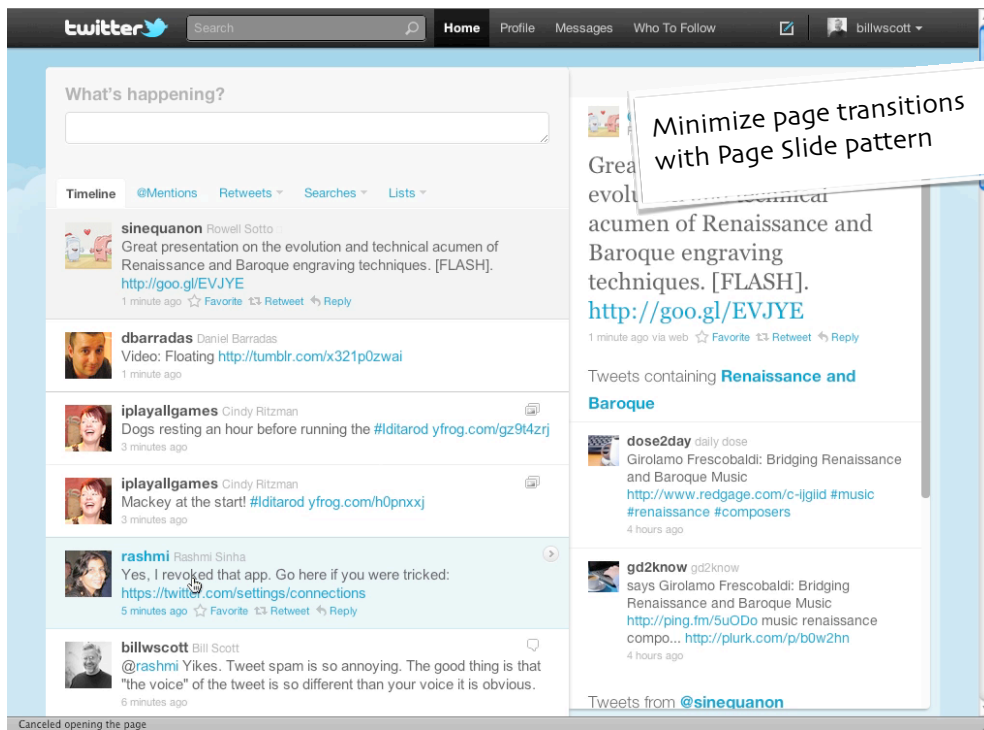 twitter
Search
Home Profile Messages Who To Follow
billwscott
Minimize page transitions
with Page Slide pattern
What's happening?
Timeline @Mentions Retweets Searches Lists
sinequanon Rowell Sotto
Great presentation on the evolution and technical acumen of
Renaissance and Baroque engraving techniques. [FLASH].
http://goo.gl/EVJYE
1 minute ago Favorite Retweet Reply
dbarradas Daniel Barradas
Video: Floating http://tumblr.com/x321p0zwai
1 minute ago
iplayallgames Cindy Ritzman
Dogs resting an hour before running the #Iditarod yfrog.com/gz9t4zrj
3 minutes ago
iplayallgames Cindy Ritzman
Mackey at the start! #Iditarod yfrog.com/h0pnxxj
3 minutes ago
rashmi Rashmi Sinha
Yes, I revoked that app. Go here if you were tricked:
https://twitter.com/settings/connections
5 minutes ago Favorite Retweet Reply
billwscott Bill Scott
@rashmi Yikes. Tweet spam is so annoying. The good thing is that
"the voice" of the tweet is so different than your voice it is obvious.
6 minutes ago
acumen of Renaissance and
Baroque engraving
techniques. [FLASH].
http://goo.gl/EVJYE
1 minute ago via web Favorite Retweet Reply
Tweets containing Renaissance and
Baroque
dose2day daily dose
Girolamo Frescobaldi: Bridging Renaissance
and Baroque Music
http://www.redgage.com/c-ijgiid #music
#renaissance #composers
4 hours ago
gd2know gd2know
says Girolamo Frescobaldi: Bridging
Renaissance and Baroque Music
http://ping.fm/5uODo music renaissance
compo... http://plurk.com/p/b0w2hn
4 hours ago
Tweets from @sinequanon
Canceled opening the page